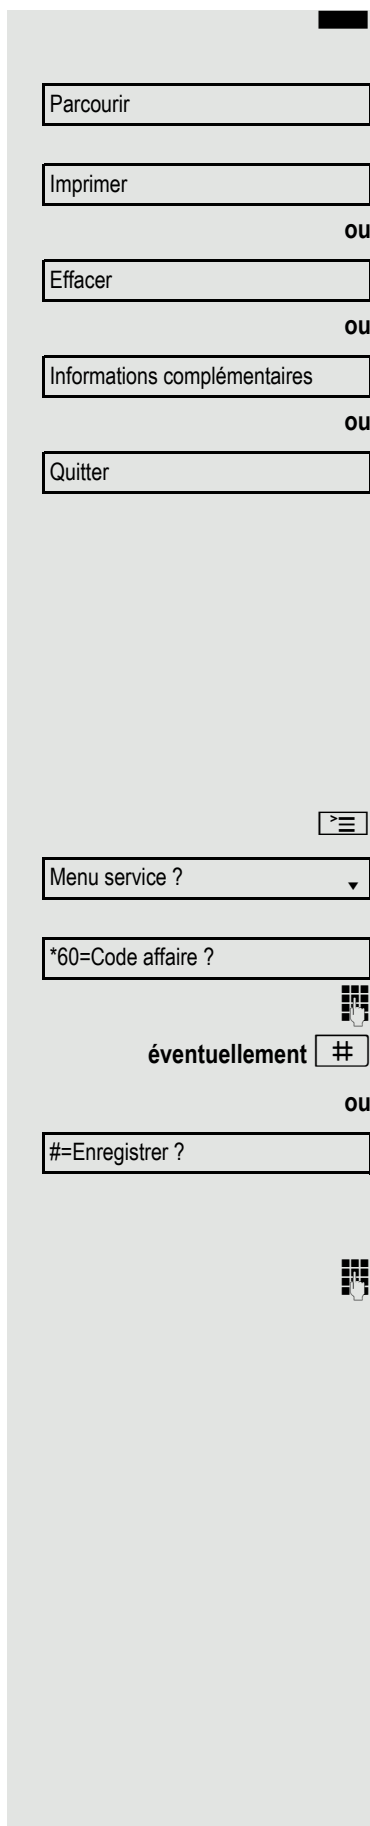 Parcourir
Imprimer
ou
Effacer
ou
Informations complémentaires
ou
Quitter
Menu service ?
*60=Code affaire ?
éventuellement #
ou
#=Enregistrer ?